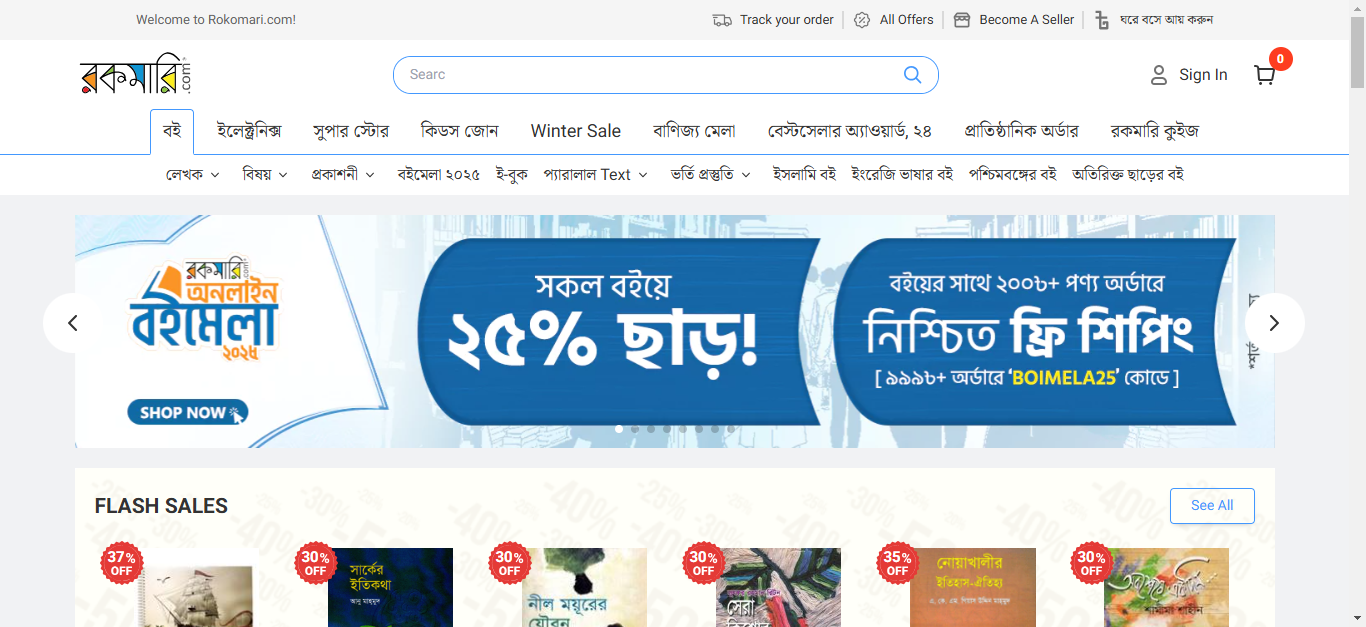 Welcome to Rokomari.com!
Track your order
All Offers
Become A Seller
ঘরে বসে আয় করুন
রকমারি.com
Searc
Sign In
0
বই
ইলেক্ট্রনিক্স
সুপার স্টোর
কিডস জোন
Winter Sale
বাণিজ্য মেলা
বেস্টসেলার অ্যাওয়ার্ড, ২৪
প্রাতিষ্ঠানিক অর্ডার
রকমারি কুইজ
লেখক
বিষয়
প্রকাশনী
বইমেলা ২০২৫
ই-বুক
প্যারালাল Text
ভর্তি প্রস্তুতি
ইসলামি বই
ইংরেজি ভাষার বই
পশ্চিমবঙ্গের বই
অতিরিক্ত ছাড়ের বই
রকমারি.com
অনলাইন
বইমেলা
২০২৫
SHOP NOW
সকল বইয়ে
২৫% ছাড়!
বইয়ের সাথে ২০০৳+ পণ্য অর্ডারে
নিশ্চিত ফ্রি শিপিং
[ ৯৯৯৳+ অর্ডারে ‘BOIMELA25’ কোডে ]
FLASH SALES
See All
37%
OFF
30%
OFF
সার্কের
ইতিকথা
আবু মাহমুদ
30%
OFF
নীল ময়ূরের
যৌবন
30%
OFF
সেরা
কিশোর
35%
OFF
নোয়াখালীর
ইতিহাস-ঐতিহ্য
30%
OFF
শামীমা শাহীন